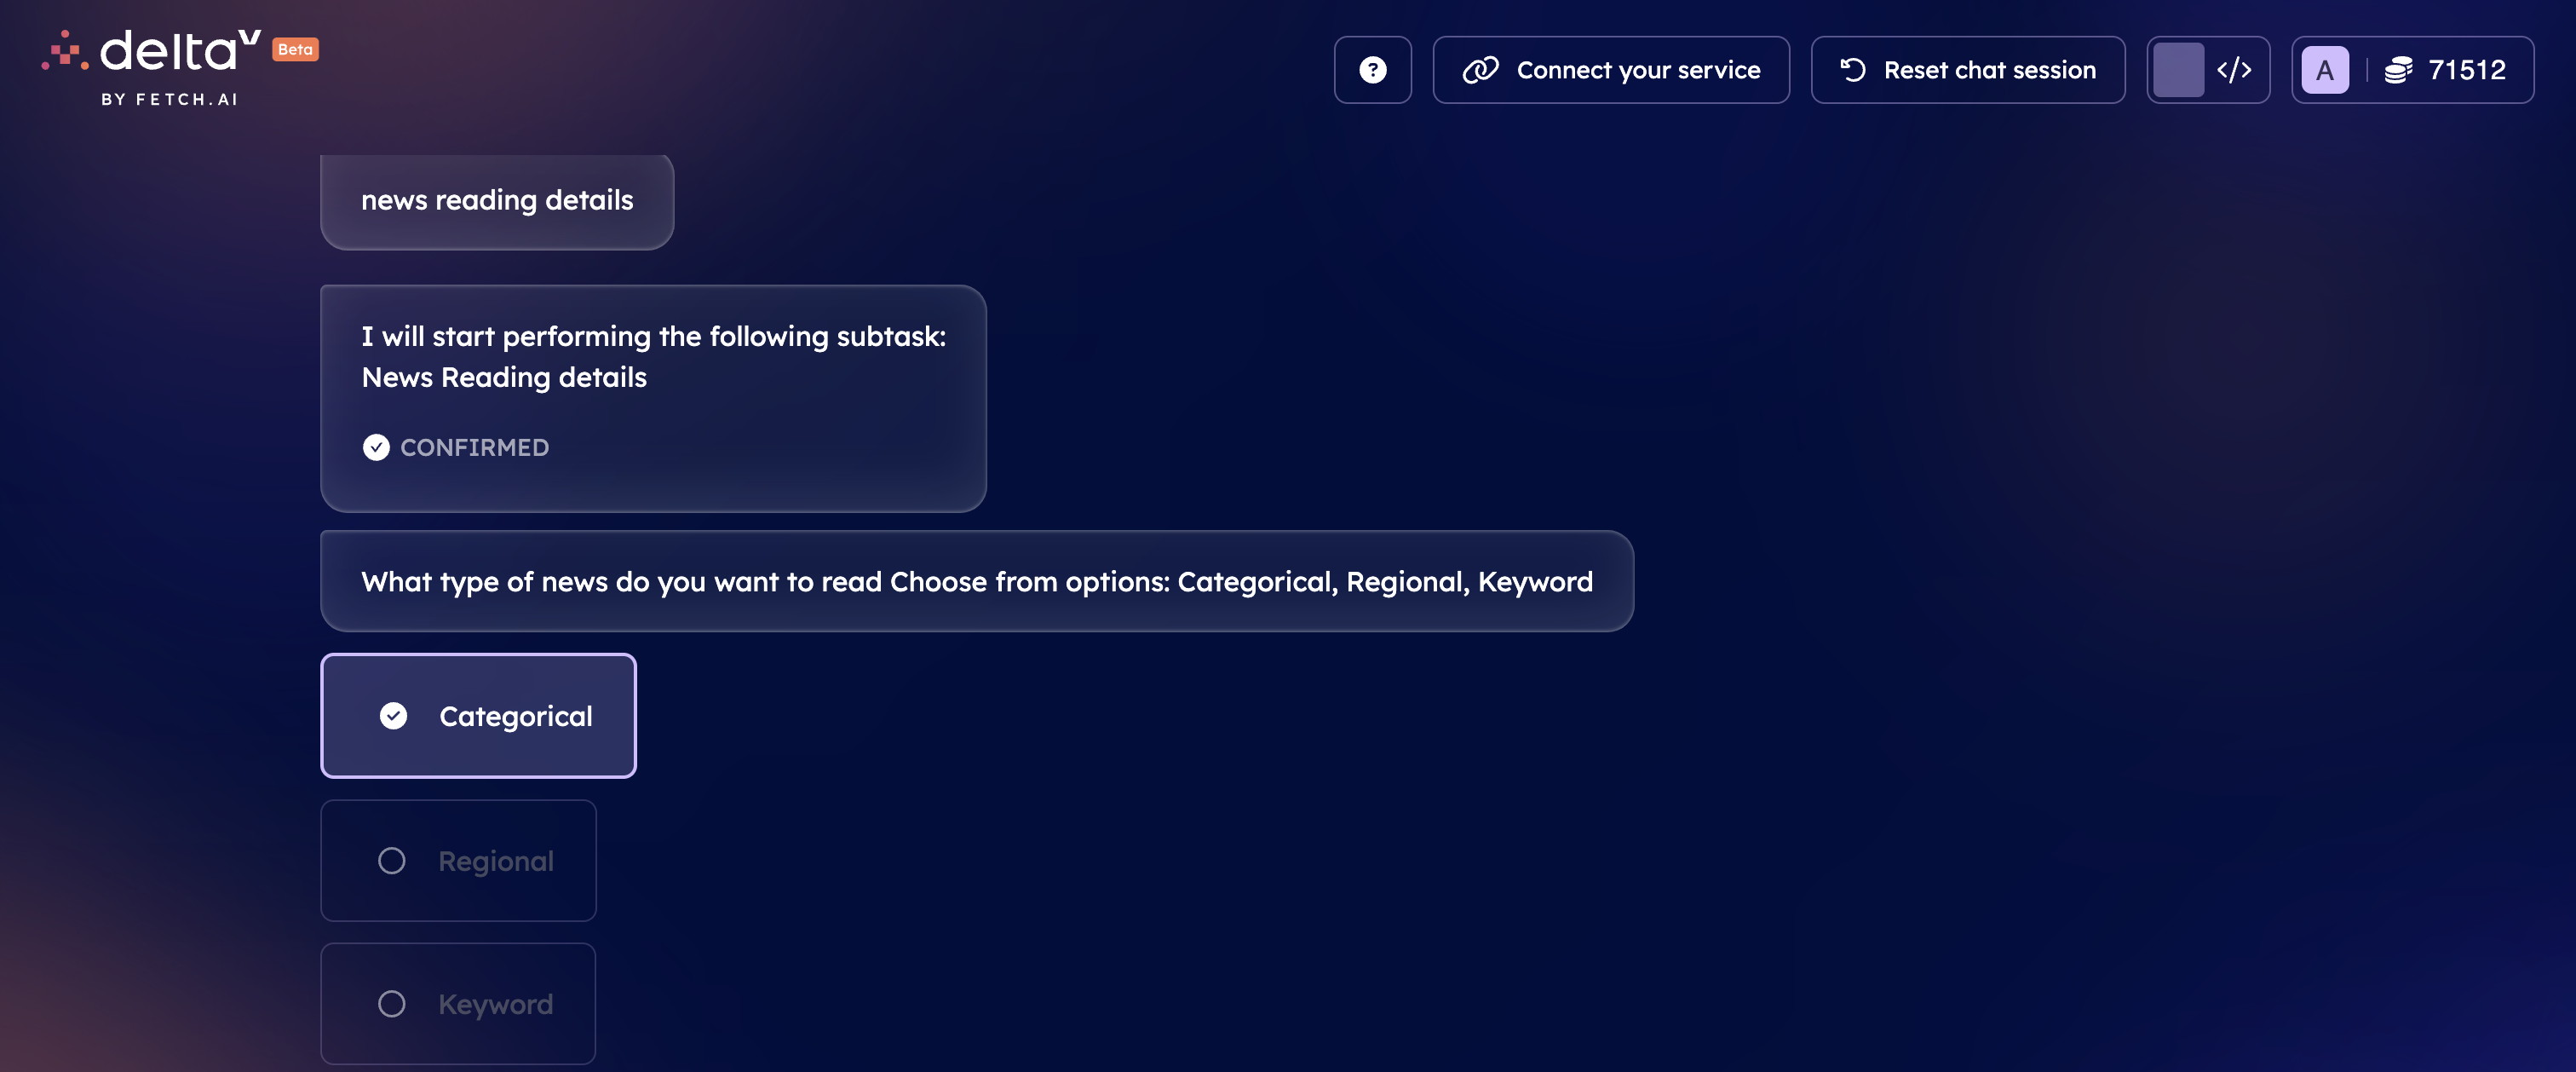 deltaV Beta
BY FETCH.AI
? Connect your service Reset chat session </> A 71512
news reading details
I will start performing the following subtask:
News Reading details
CONFIRMED
What type of news do you want to read Choose from options: Categorical, Regional, Keyword
Categorical
Regional
Keyword